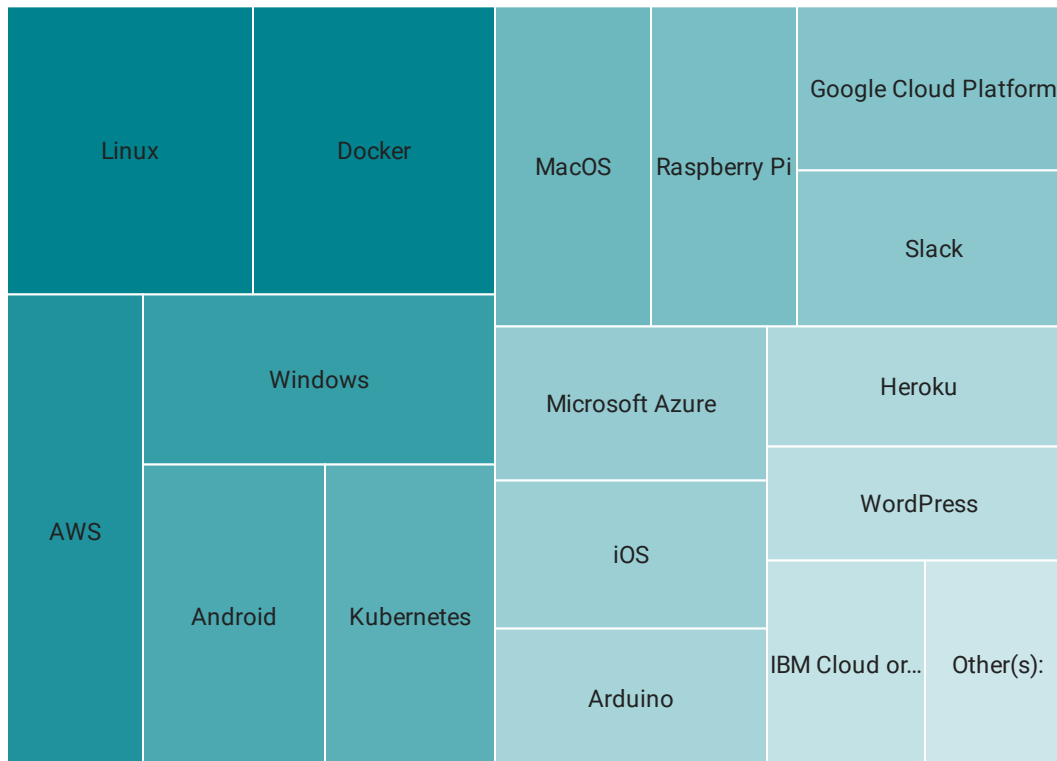 Linux
Docker
MacOS
Raspberry Pi
Google Cloud Platform
Slack
AWS
Windows
Android
Kubernetes
Microsoft Azure
iOS
Arduino
Heroku
WordPress
IBM Cloud or...
Other(s):